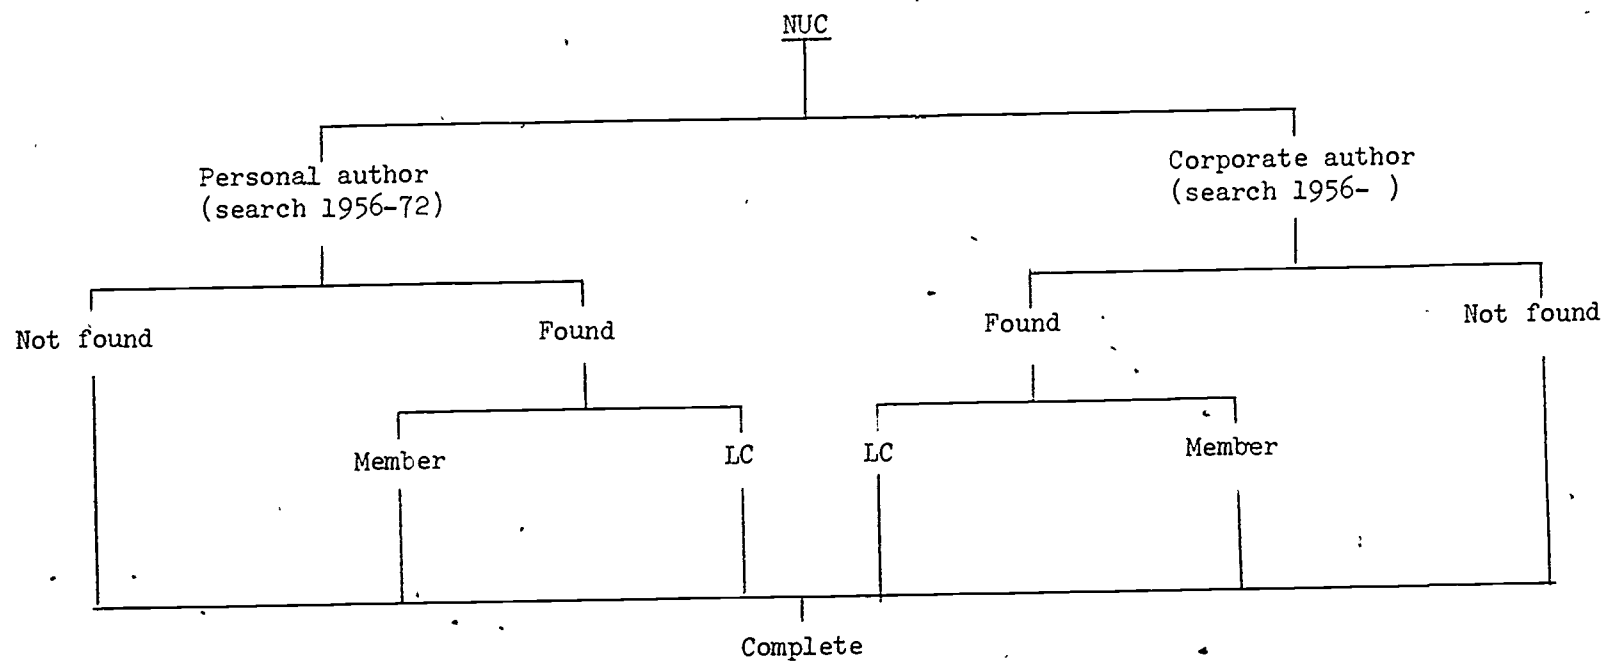 NUC
Personal author
(search 1956-72)
Corporate author
(search 1956- )
Not found
Found
Found
Not found
Member
LC
LC
Member
Complete